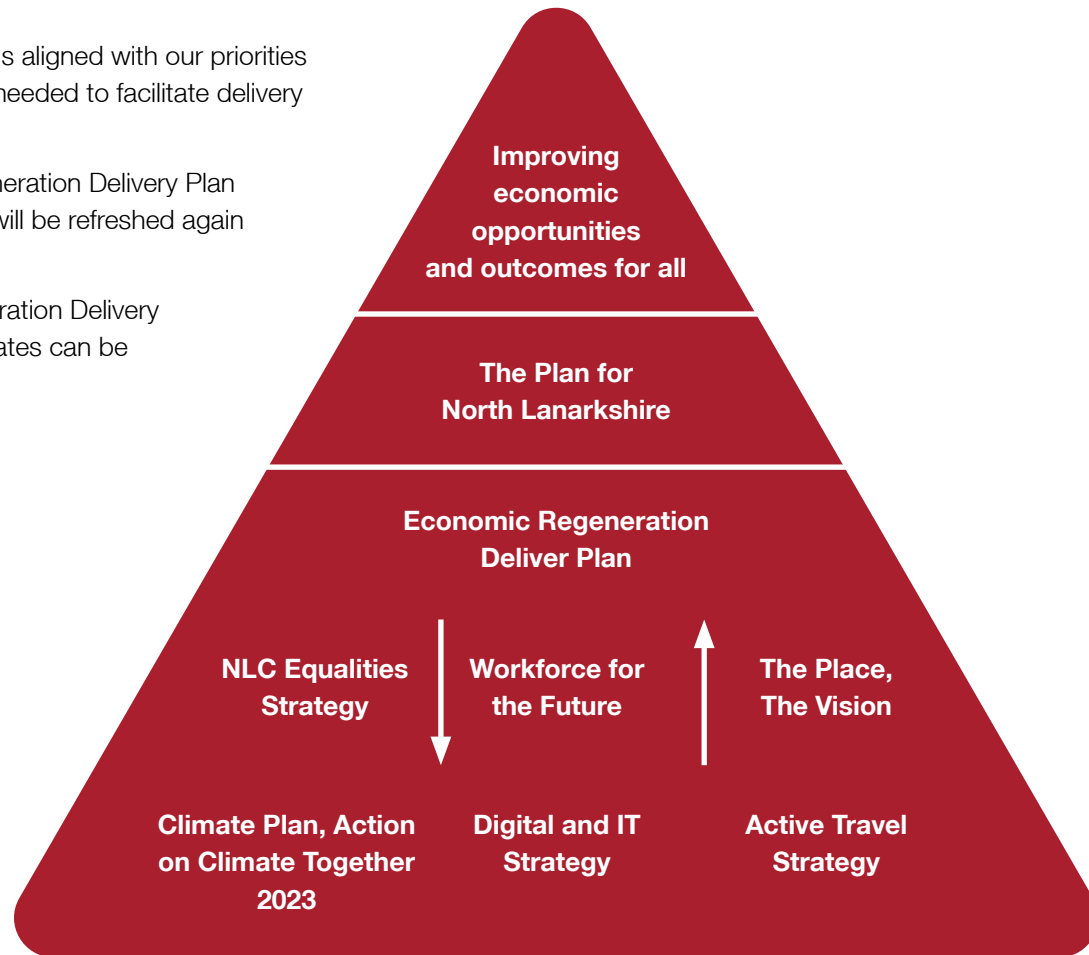 s aligned with our priorities
needed to facilitate delivery
neration Delivery Plan
will be refreshed again
ration Delivery
ates can be
Improving
economic
opportunities
and outcomes for all
The Plan for
North Lanarkshire
Economic Regeneration
Deliver Plan
NLC Equalities
Strategy
Workforce for
the Future
The Place,
The Vision
Climate Plan, Action
on Climate Together
2023
Digital and IT
Strategy
Active Travel
Strategy